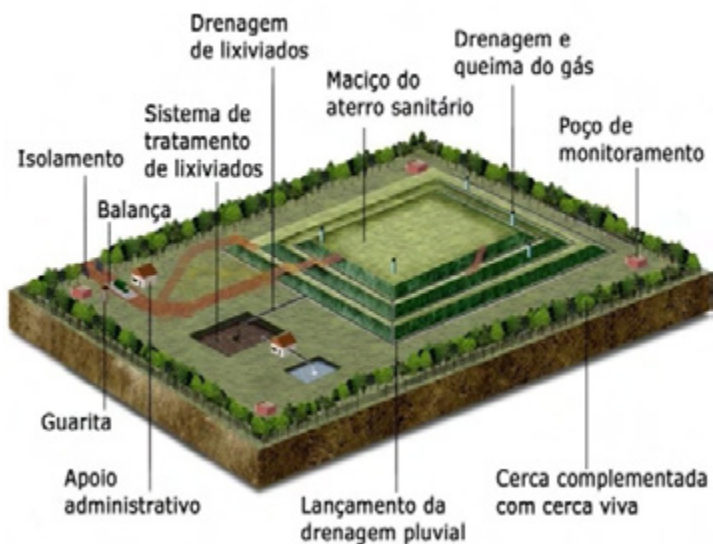 Drenagem
de lixiviados
Drenagem e
queima do gás
Maciço do
aterro sanitário
Sistema de
tratamento
de lixiviados
Poço de
monitoramento
Isolamento
Balança
Guarita
Apoio
administrativo
Lançamento da
drenagem pluvial
Cerca complementada
com cerca viva